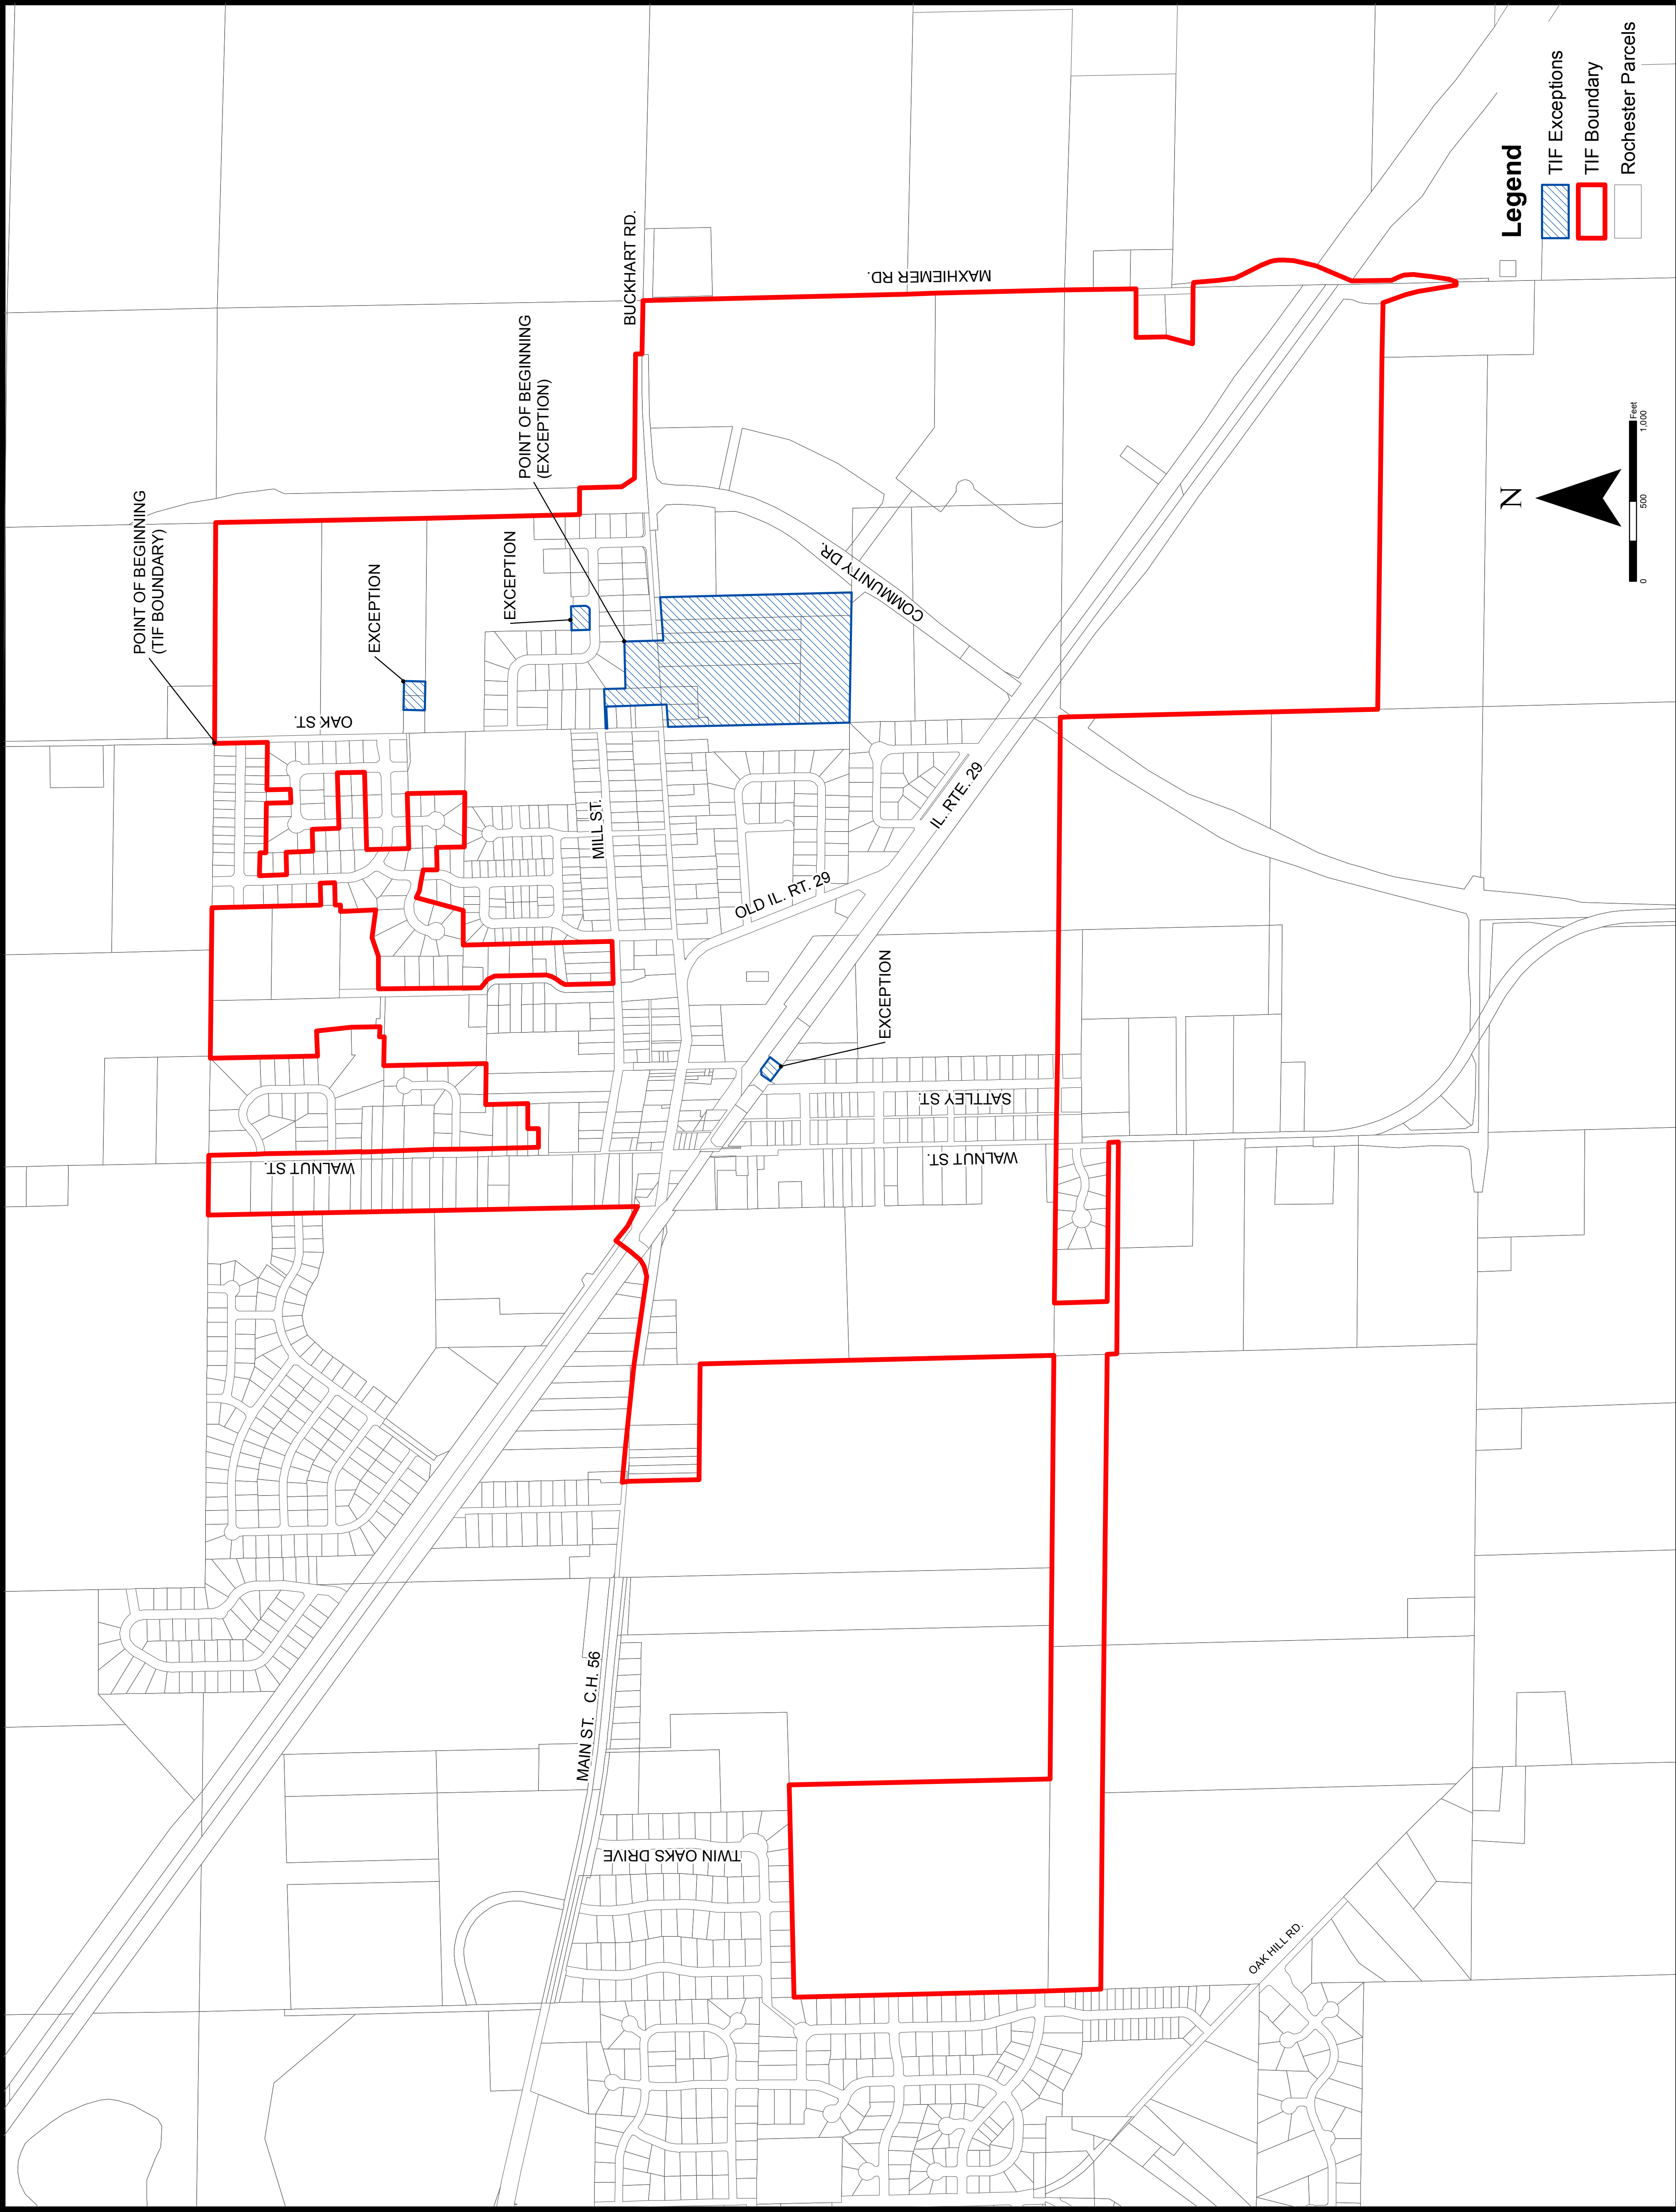 POINT OF BEGINNING
(TIF BOUNDARY)
EXCEPTION
EXCEPTION
POINT OF BEGINNING
(EXCEPTION)
BUCKHART RD.
MAXHIEMER RD.
OAK ST.
COMMUNITY DR.
MILL ST.
OLD IL. RT. 29
IL. RTE. 29
EXCEPTION
SATTLEY ST.
WALNUT ST.
WALNUT ST.
MAIN ST. C.H. 56
TWIN OAKS DRIVE
OAK HILL RD.
N
0 500 1,000
Feet
Legend
TIF Exceptions
TIF Boundary
Rochester Parcels